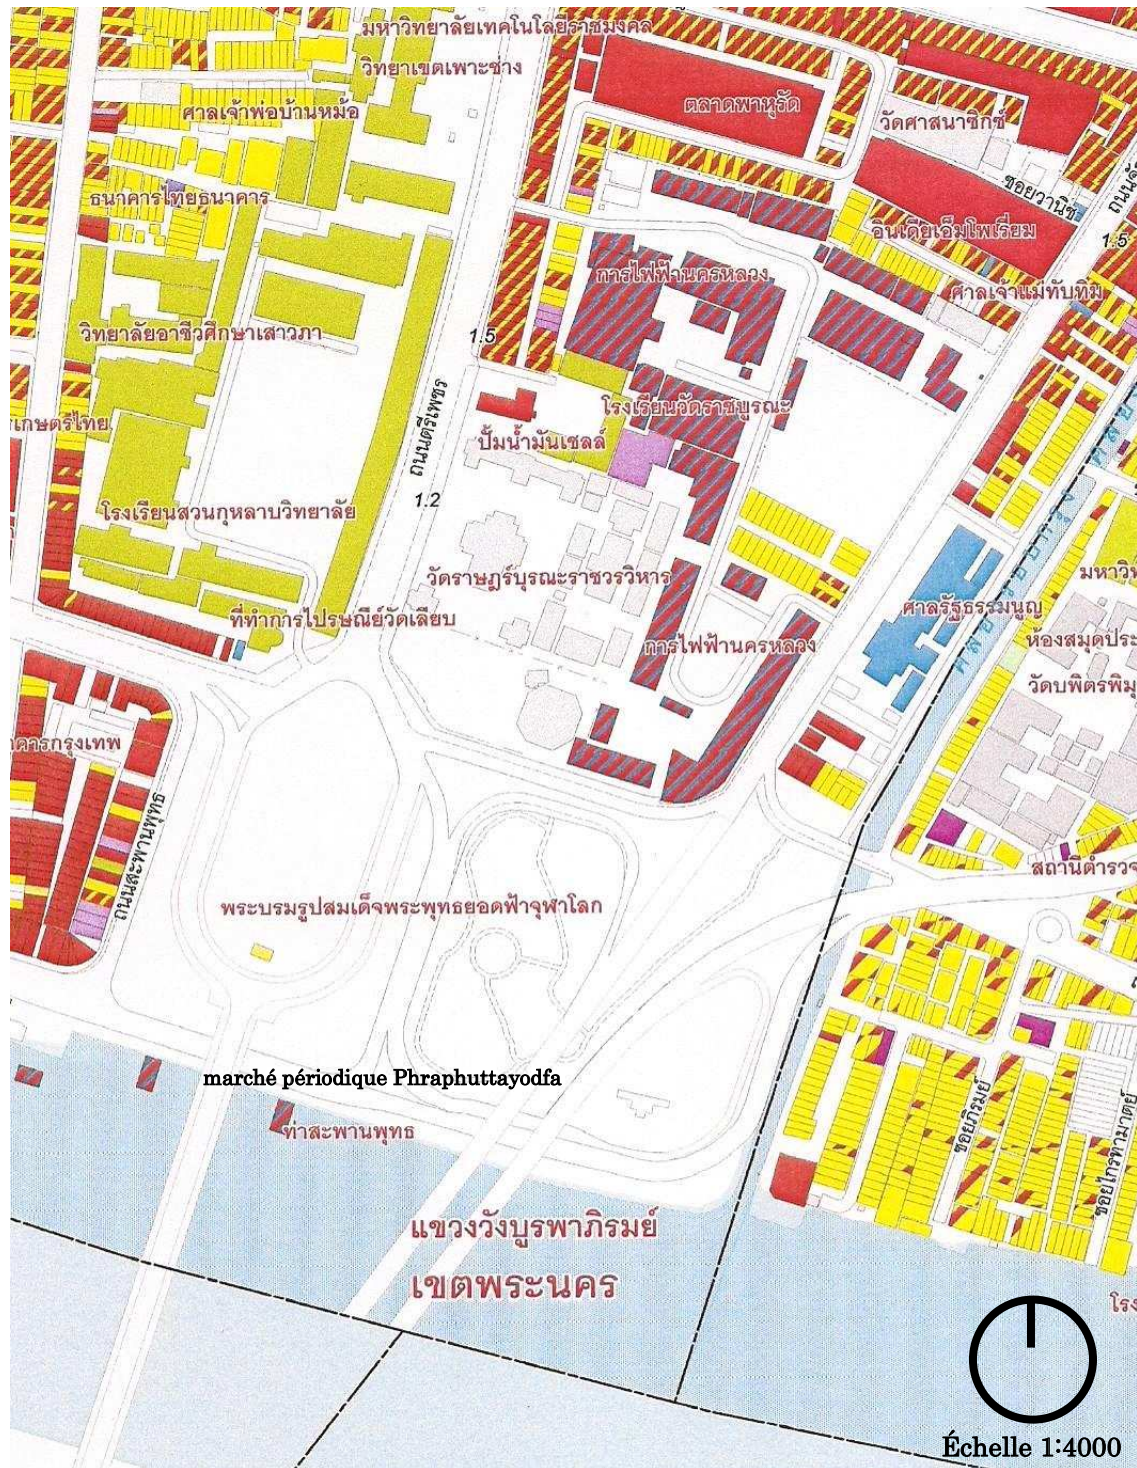 มหาวิทยาลัยเทคโนโลยีราชมงคล
วิทยาเขตเพาะช่าง
ตลาดพาหุรัด
ศาลเจ้าพ่อบ้านหม้อ
วัดศาสนาซิกซ์
ซอยวานิช
ธนาคารไทยธนาคาร
อินเดียเอ็มโพเรี่ยม
1.5
การไฟฟ้านครหลวง
ศาลเจ้าแม่ทับทิม
วิทยาลัยอาชีวศึกษาเสาวภา
1.5
ถนนตรีเพชร
โรงเรียนวัดราชบูรณะ
เกษตรีไทย
ปั้มน้ำมันเชลล์
1.2
โรงเรียนสวนกุหลาบวิทยาลัย
วัดราษฎร์บุรณะราชวรวิหาร
มหาวิท
ศาลรัฐธรรมนูญ
ที่ทำการไปรษณีย์วัดเลียบ
การไฟฟ้านครหลวง
ห้องสมุดประ
วัดบพิตรพิมุ
าคารกรุงเทพ
ถนนสะพานพุทธ
สถานีตำรวจ
พระบรมรูปสมเด็จพระพุทธยอดฟ้าจุฬาโลก
marché périodique Phraphuttayodfa
ท่าสะพานพุทธ
ซอยภิรมย์
ซอยไกรทามาตย์
แขวงวังบูรพาภิรมย์
เขตพระนคร
โรง
Échelle 1:4000